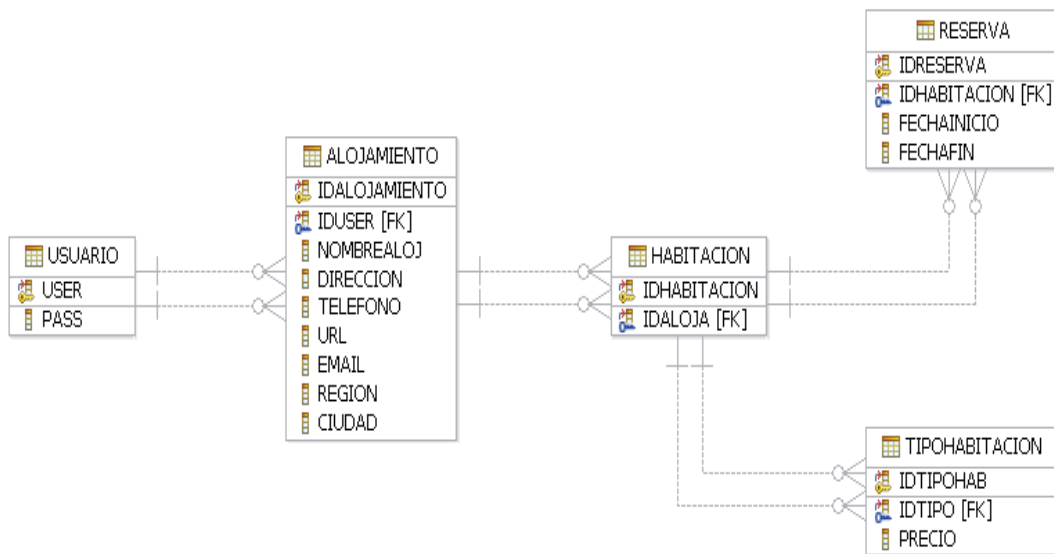 USUARIO
USER
PASS
ALOJAMIENTO
IDALOJAMIENTO
IDUSER [FK]
NOMBREALOJ
DIRECCION
TELEFONO
URL
EMAIL
REGION
CIUDAD
HABITACION
IDHABITACION
IDALOJA [FK]
RESERVA
IDRESERVA
IDHABITACION [FK]
FECHAINICIO
FECHAFIN
TIPOHABITACION
IDTIPOHAB
IDTIPO [FK]
PRECIO